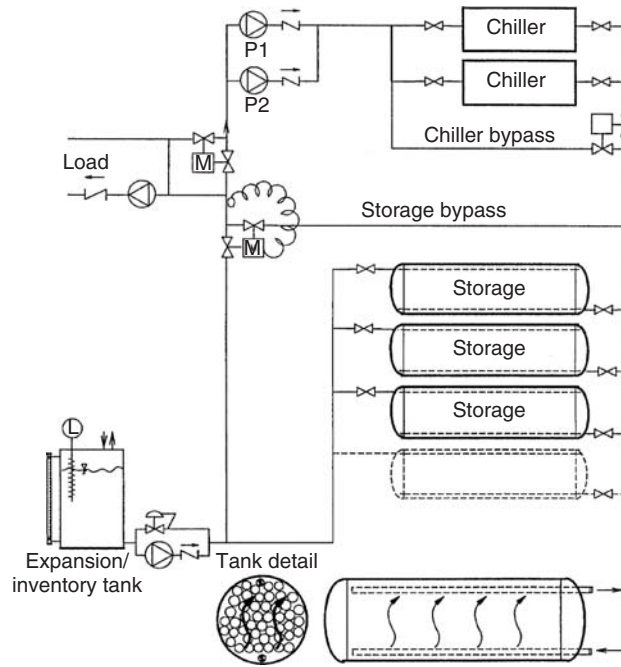 P1
P2
Chiller
Chiller
Chiller bypass
Load
M
Storage bypass
M
Storage
Storage
Storage
L
Expansion/
inventory tank
Tank detail